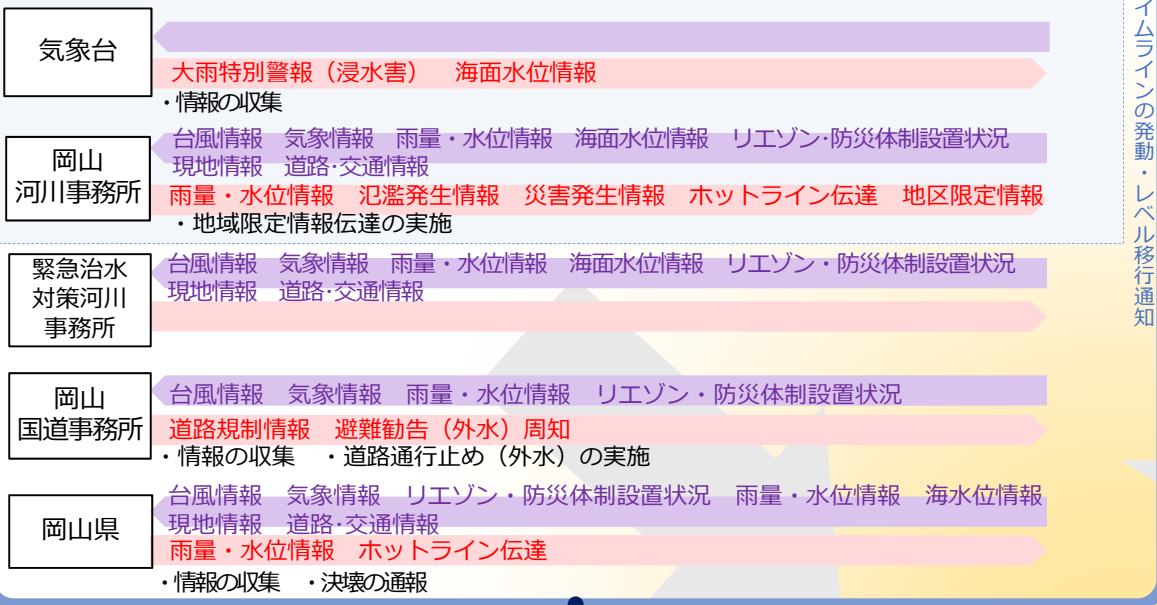 気象台
大雨特別警報（浸水害）　海面水位情報
・情報の収集
岡山
河川事務所
台風情報　気象情報　雨量・水位情報　海面水位情報　リエゾン･防災体制設置状況
現地情報　道路･交通情報
雨量・水位情報　氾濫発生情報　災害発生情報　ホットライン伝達　地区限定情報
・地域限定情報伝達の実施
緊急治水
対策河川
事務所
台風情報　気象情報　雨量・水位情報　海面水位情報　リエゾン・防災体制設置状況
現地情報　道路･交通情報
岡山
国道事務所
台風情報　気象情報　雨量・水位情報　リエゾン・防災体制設置状況
道路規制情報　避難勧告（外水）周知
・情報の収集　・道路通行止め（外水）の実施
岡山県
台風情報　気象情報　リエゾン・防災体制設置状況　雨量・水位情報　海水位情報
現地情報　道路･交通情報
雨量・水位情報　ホットライン伝達
・情報の収集　・決壊の通報
イムラインの発動・レベル移行通知